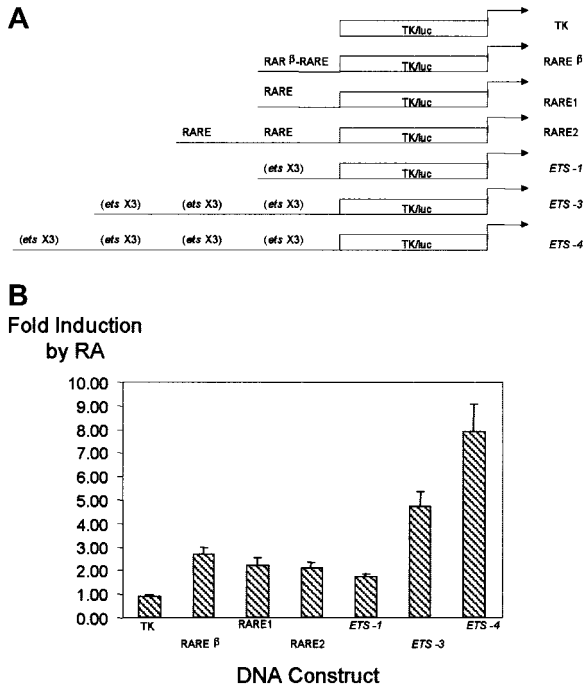 A
TK/luc TK
RAR β-RARE TK/luc RARE β
RARE TK/luc RARE1
RARE RARE TK/luc RARE2
(ets X3) TK/luc ETS -1
(ets X3) (ets X3) (ets X3) TK/luc ETS -3
(ets X3) (ets X3) (ets X3) (ets X3) TK/luc ETS -4
B
Fold Induction
by RA
10.00
9.00
8.00
7.00
6.00
5.00
4.00
3.00
2.00
1.00
0.00
TK RARE1 ETS -1 ETS -4
RARE β RARE2 ETS -3
DNA Construct